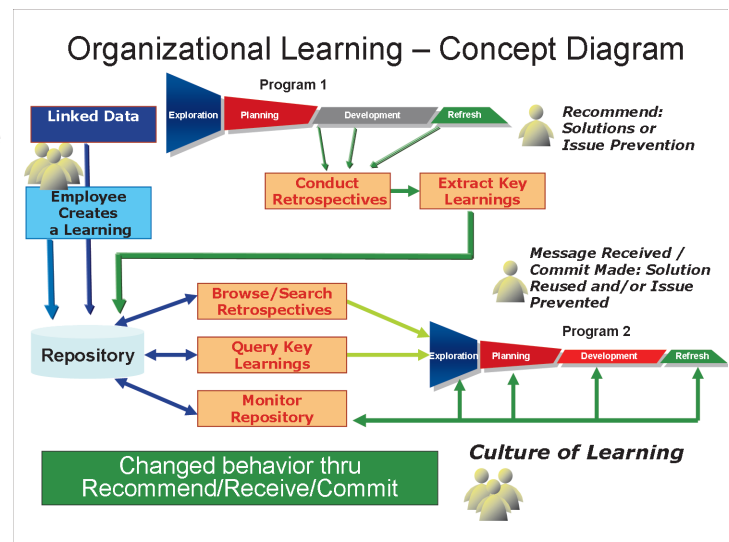 Organizational Learning – Concept Diagram
Program 1
Linked Data
Exploration
Planning
Development
Refresh
Recommend:
Solutions or
Issue Prevention
Employee
Creates
a Learning
Conduct
Retrospectives
Extract Key
Learnings
Message Received /
Commit Made: Solution
Reused and/or Issue
Prevented
Browse/Search
Retrospectives
Program 2
Repository
Query Key
Learnings
Exploration
Planning
Development
Refresh
Monitor
Repository
Changed behavior thru
Recommend/Receive/Commit
Culture of Learning